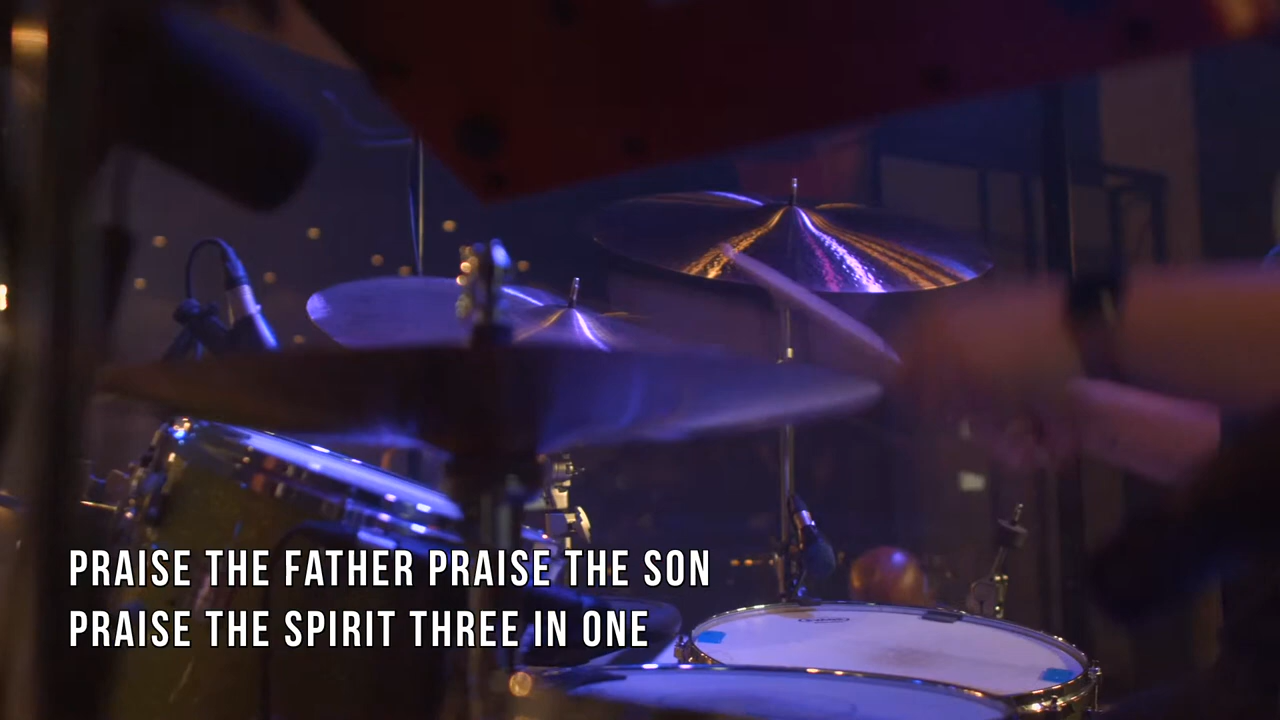 PRAISE THE FATHER PRAISE THE SON
PRAISE THE SPIRIT THREE IN ONE